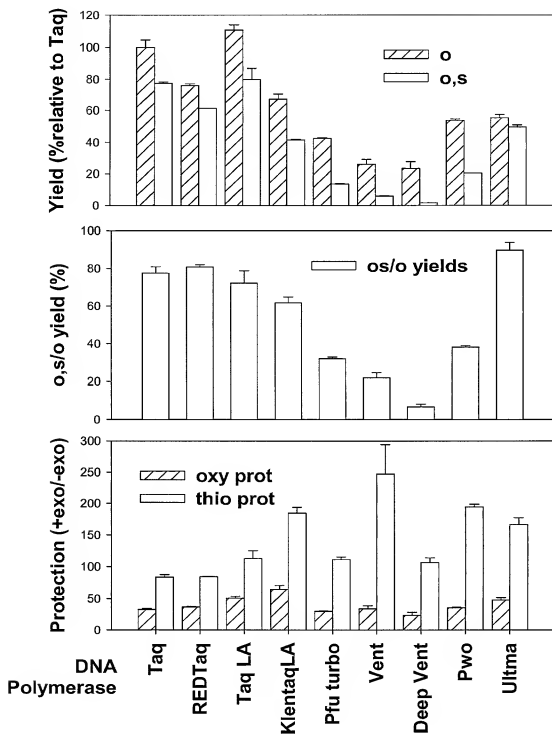 Yield (%relative to Taq)
120
100
80
60
40
20
0
o
o,s
o,s/o yield (%)
80
60
40
20
0
os/o yields
Protection (+exo/-exo)
300
250
200
150
100
50
0
oxy prot
thio prot
DNA
Polymerase
Taq
REDTaq
Taq LA
KlentaqLA
Pfu turbo
Vent
Deep Vent
Pwo
Ultma